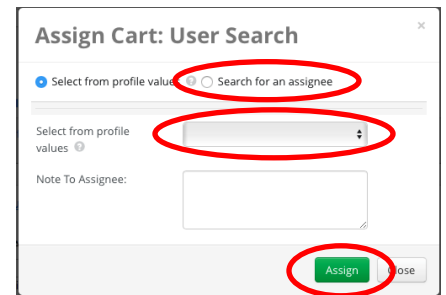 Assign Cart: User Search
×
Select from profile value ? Search for an assignee
Select from profile
values ?
Note To Assignee:
Assign Close